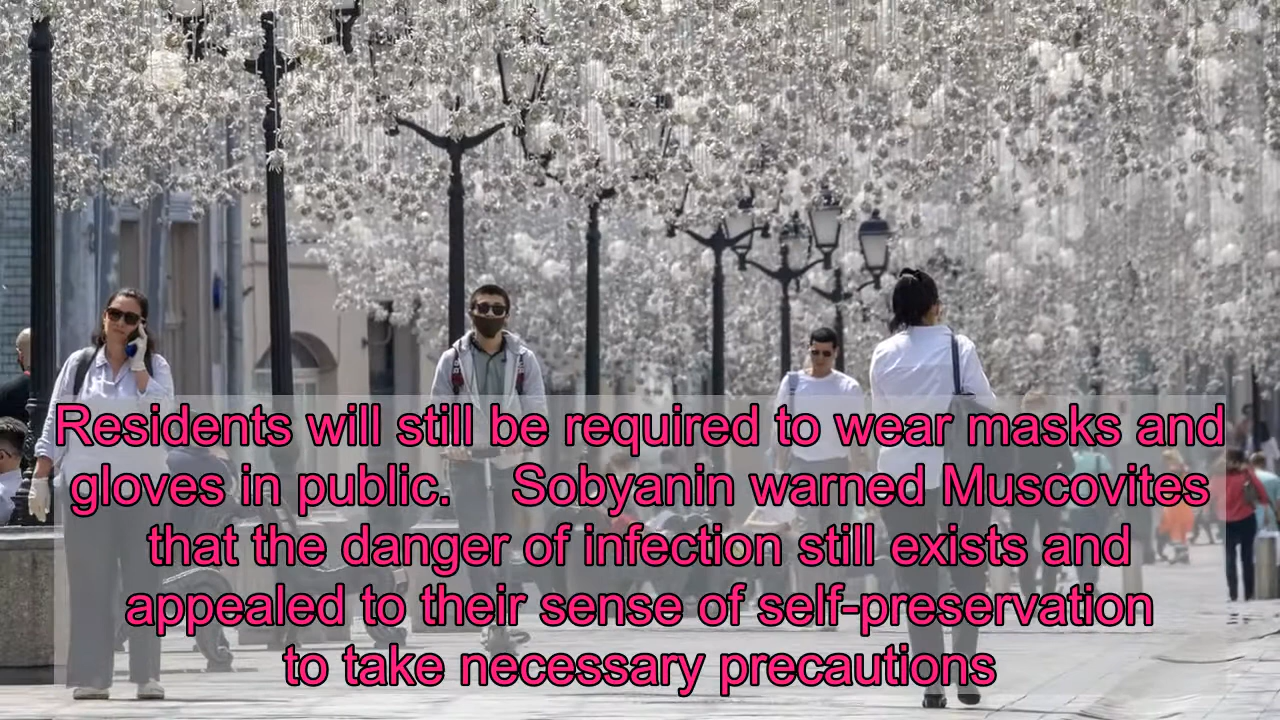 Residents will still be required to wear masks and
gloves in public. Sobyanin warned Muscovites
that the danger of infection still exists and
appealed to their sense of self-preservation
to take necessary precautions